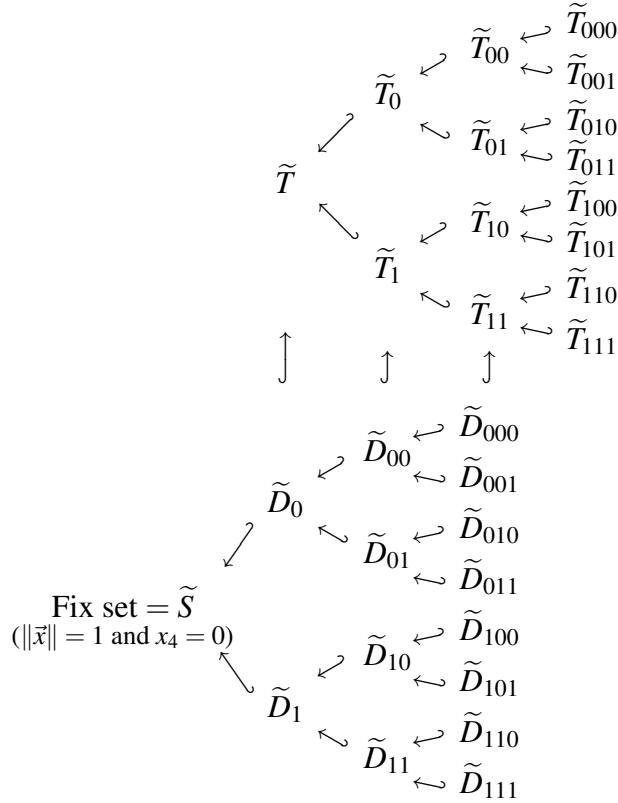 T̃₀₀₀
T̃₀₀
T̃₀₀₁
T̃₀
T̃₀₁₀
T̃₀₁
T̃₀₁₁
T̃
T̃₁₀₀
T̃₁₀
T̃₁₀₁
T̃₁
T̃₁₁₀
T̃₁₁
T̃₁₁₁
D̃₀₀₀
D̃₀₀
D̃₀₀₁
D̃₀
D̃₀₁₀
D̃₀₁
D̃₀₁₁
Fix set = S̃
(‖x⃗‖ = 1 and x₄ = 0)
D̃₁₀₀
D̃₁₀
D̃₁₀₁
D̃₁
D̃₁₁₀
D̃₁₁
D̃₁₁₁